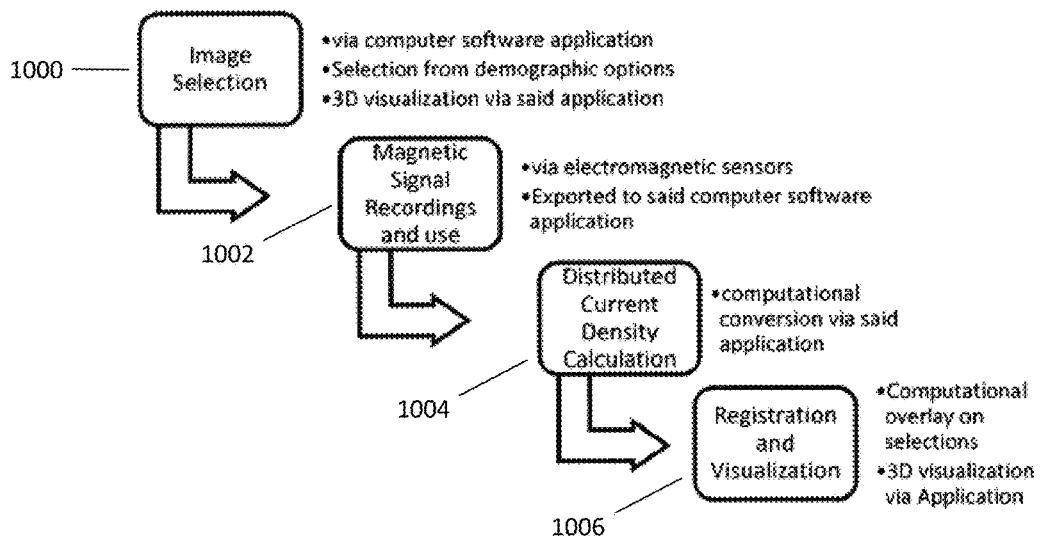 1000
Image
Selection
•via computer software application
•Selection from demographic options
•3D visualization via said application
1002
Magnetic
Signal
Recordings
and use
•via electromagnetic sensors
•Exported to said computer software
application
1004
Distributed
Current
Density
Calculation
•computational
conversion via said
application
1006
Registration
and
Visualization
•Computational
overlay on
selections
•3D visualization
via Application